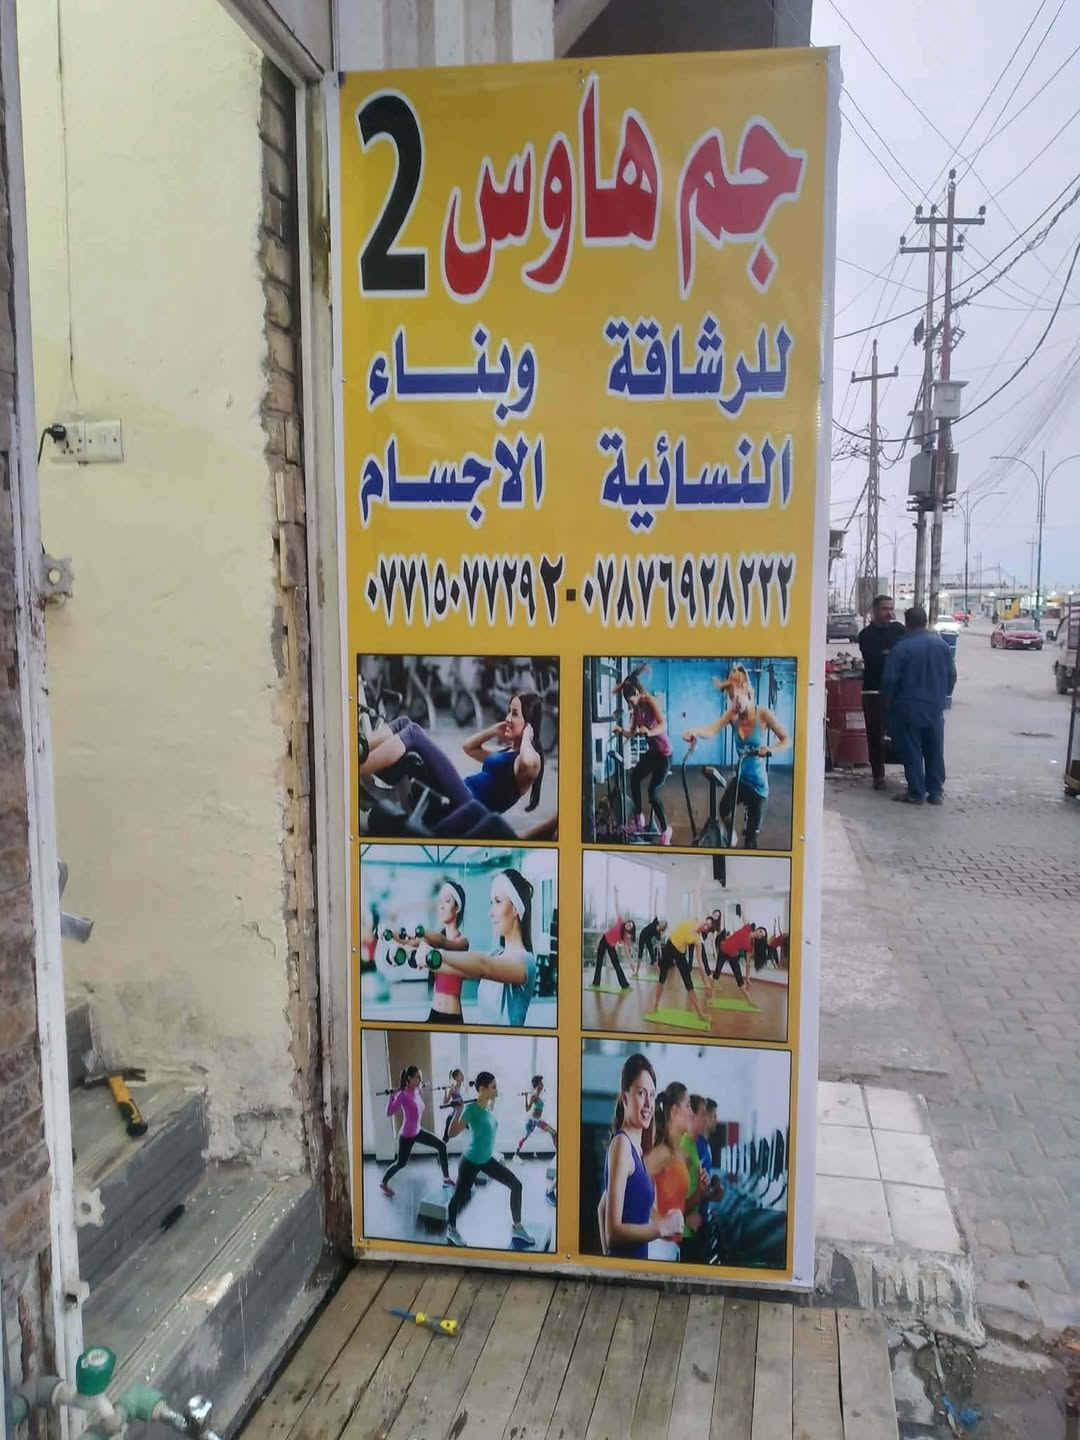 جم هاوس 2
للرشاقة وبناء
النسائية الاجسام
٠٧٨٧٦٩٢٨٢٢٢-٠٧٧١٥٠٧٧٢٩٢